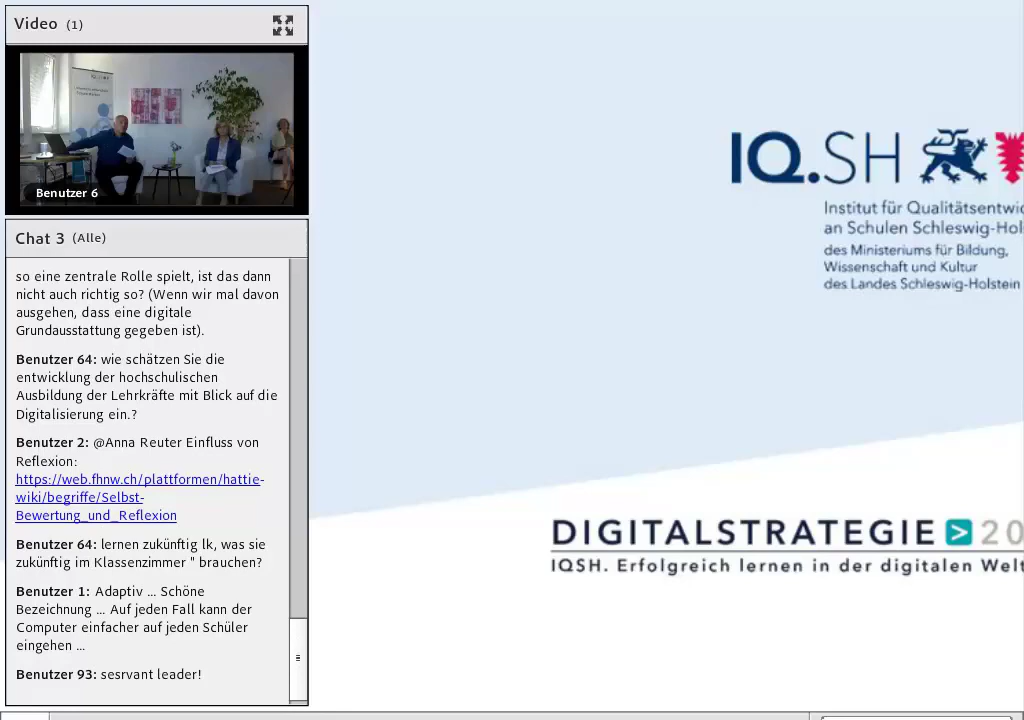 Video (1)
Benutzer 6
Chat 3 (Alle)
so eine zentrale Rolle spielt, ist das dann
nicht auch richtig so? (Wenn wir mal davon
ausgehen, dass eine digitale
Grundausstattung gegeben ist).
Benutzer 64: wie schätzen Sie die
entwicklung der hochschulischen
Ausbildung der Lehrkräfte mit Blick auf die
Digitalisierung ein.?
Benutzer 2: @Anna Reuter Einfluss von
Reflexion:
https://web.fhnw.ch/plattformen/hattie-
wiki/begriffe/Selbst-
Bewertung_und_Reflexion
Benutzer 64: lernen zukünftig lk, was sie
zukünftig im Klassenzimmer " brauchen?
Benutzer 1: Adaptiv ... Schöne
Bezeichnung ... Auf jeden Fall kann der
Computer einfacher auf jeden Schüler
eingehen ...
Benutzer 93: sesrvant leader!
IQ.SH
Institut für Qualitätsentwic
an Schulen Schleswig-Hol
des Ministeriums für Bildung,
Wissenschaft und Kultur
des Landes Schleswig-Holstein
DIGITALSTRATEGIE > 20
IQSH. Erfolgreich lernen in der digitalen Welt